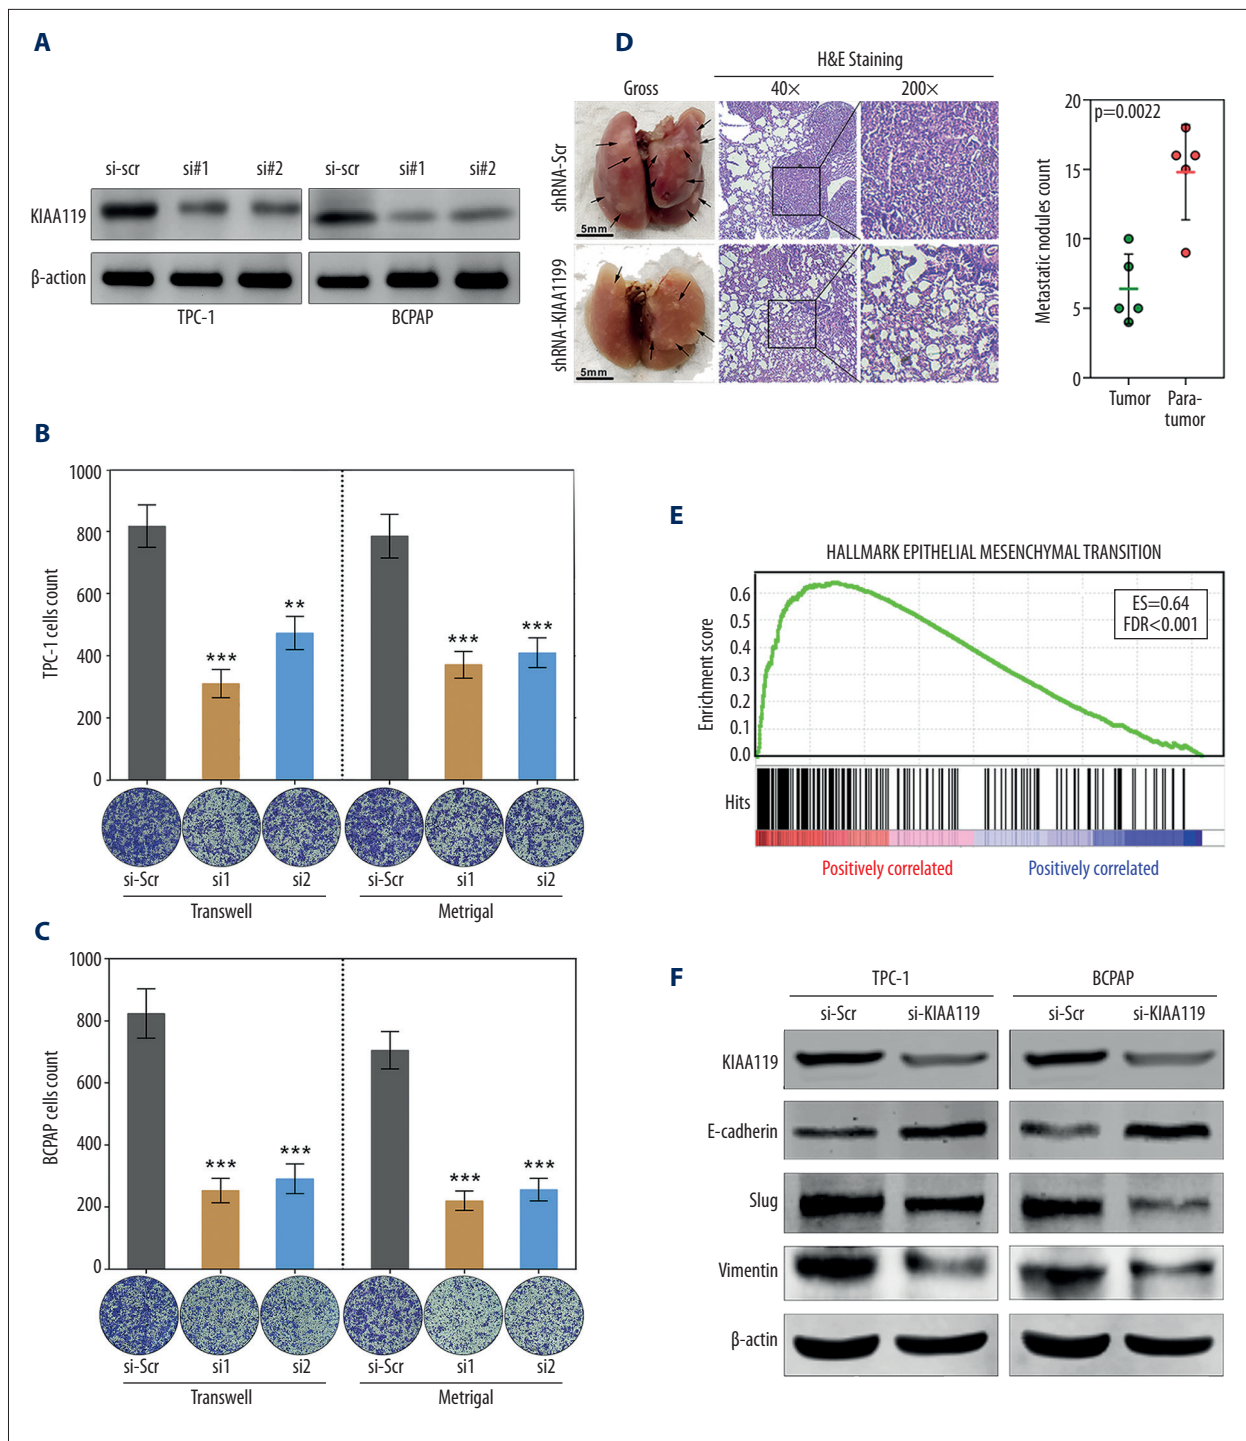 A
si-scr si#1 si#2 si-scr si#1 si#2
KIAA119
β-action
TPC-1 BCPAP
B
1000
800
600
400
200
0
TPC-1 cells count
***
**
***
***
si-Scr si1 si2 si-Scr si1 si2
Transwell Metrigal
C
1000
800
600
400
200
0
BCPAP cells count
***
***
***
***
si-Scr si1 si2 si-Scr si1 si2
Transwell Metrigal
D
H&E Staining
Gross 40× 200×
shRNA-Scr
5mm
shRNA-KIAA1199
5mm
20
15
10
5
0
Metastatic nodules count
p=0.0022
Tumor Para-
tumor
E
HALLMARK EPITHELIAL MESENCHYMAL TRANSITION
ES=0.64
FDR<0.001
0.6
0.5
0.4
0.3
0.2
0.1
0.0
Enrichment score
Hits
Positively correlated Positively correlated
F
TPC-1 BCPAP
si-Scr si-KIAA119 si-Scr si-KIAA119
KIAA119
E-cadherin
Slug
Vimentin
β-actin